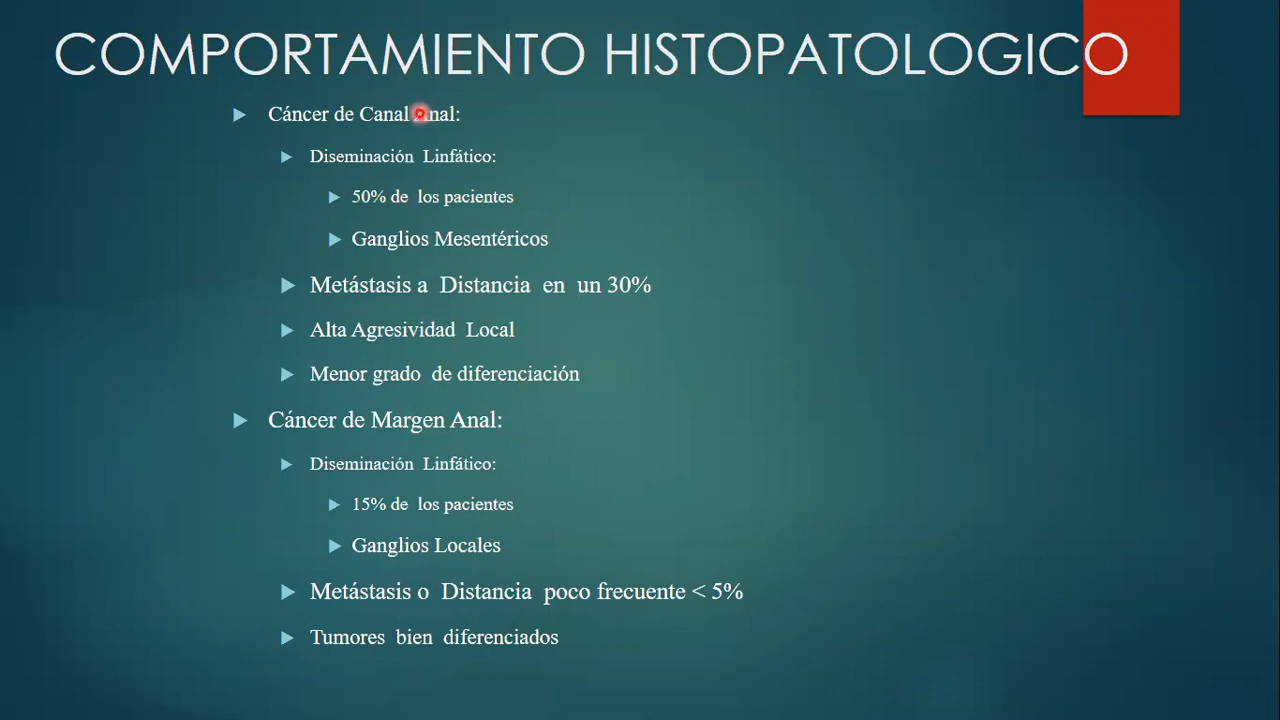 COMPORTAMIENTO HISTOPATOLOGICO
Cáncer de Canal Anal:
Diseminación Linfático:
50% de los pacientes
Ganglios Mesentéricos
Metástasis a Distancia en un 30%
Alta Agresividad Local
Menor grado de diferenciación
Cáncer de Margen Anal:
Diseminación Linfático:
15% de los pacientes
Ganglios Locales
Metástasis o Distancia poco frecuente < 5%
Tumores bien diferenciados